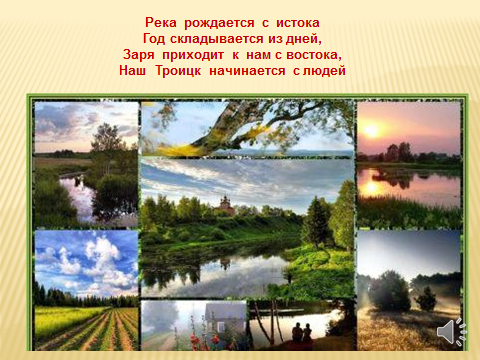 Река рождается с истока
Год складывается из дней,
Заря приходит к нам с востока,
Наш Троицк начинается с людей